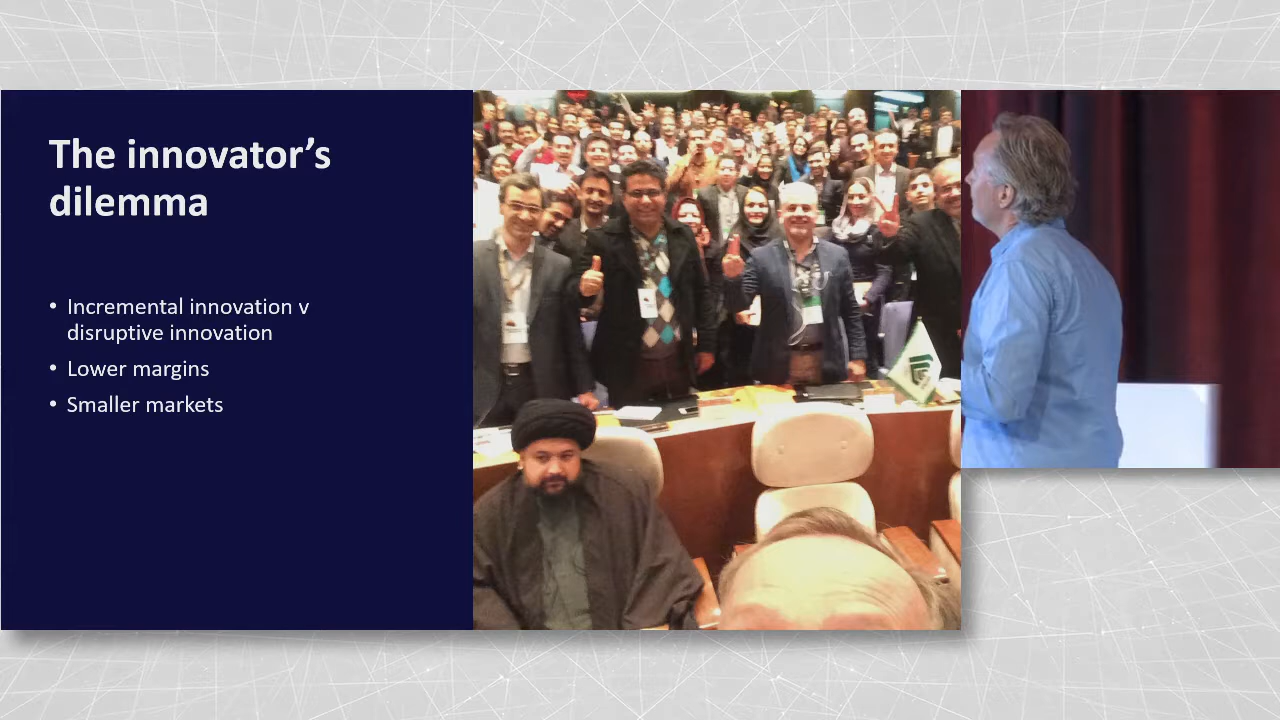 The innovator’s
dilemma
• Incremental innovation v
disruptive innovation
• Lower margins
• Smaller markets